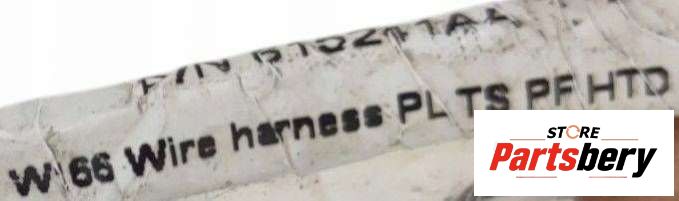 W 66 Wire harness PL TS PF HTD
STORE
Partsbery